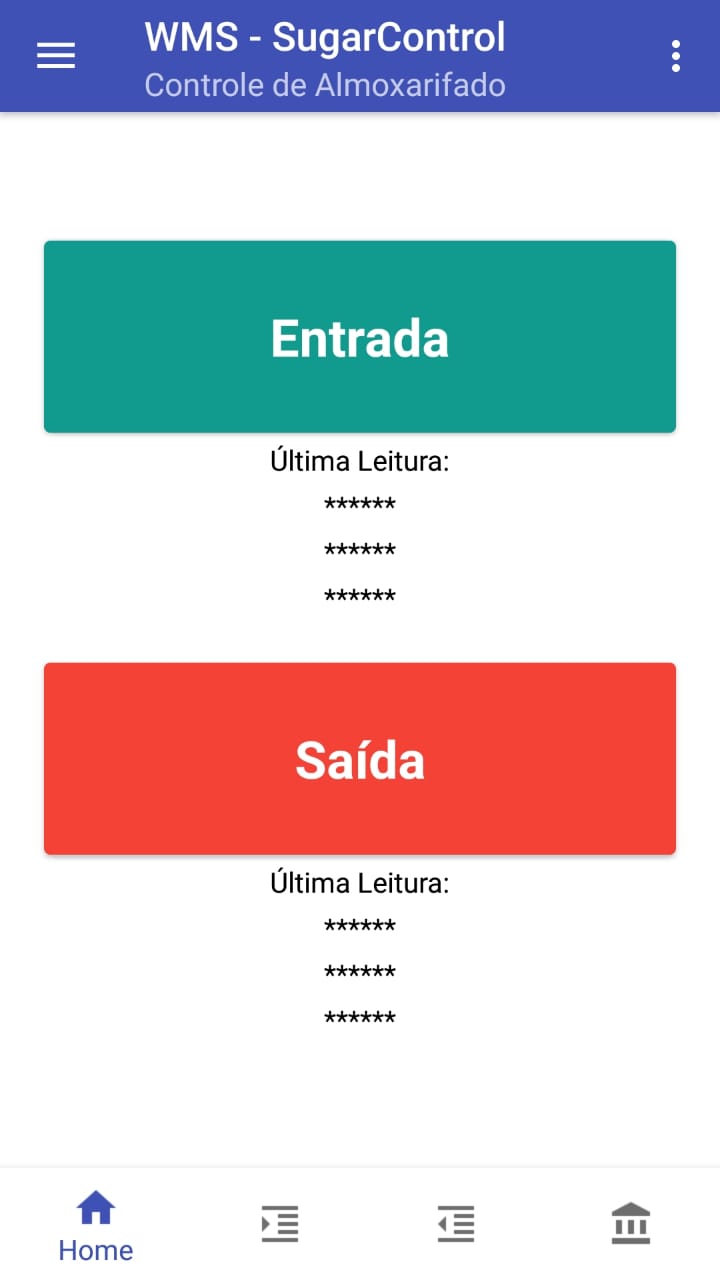 WMS - SugarControl
Controle de Almoxarifado
Entrada
Última Leitura:
******
******
******
Saída
Última Leitura:
******
******
******
Home